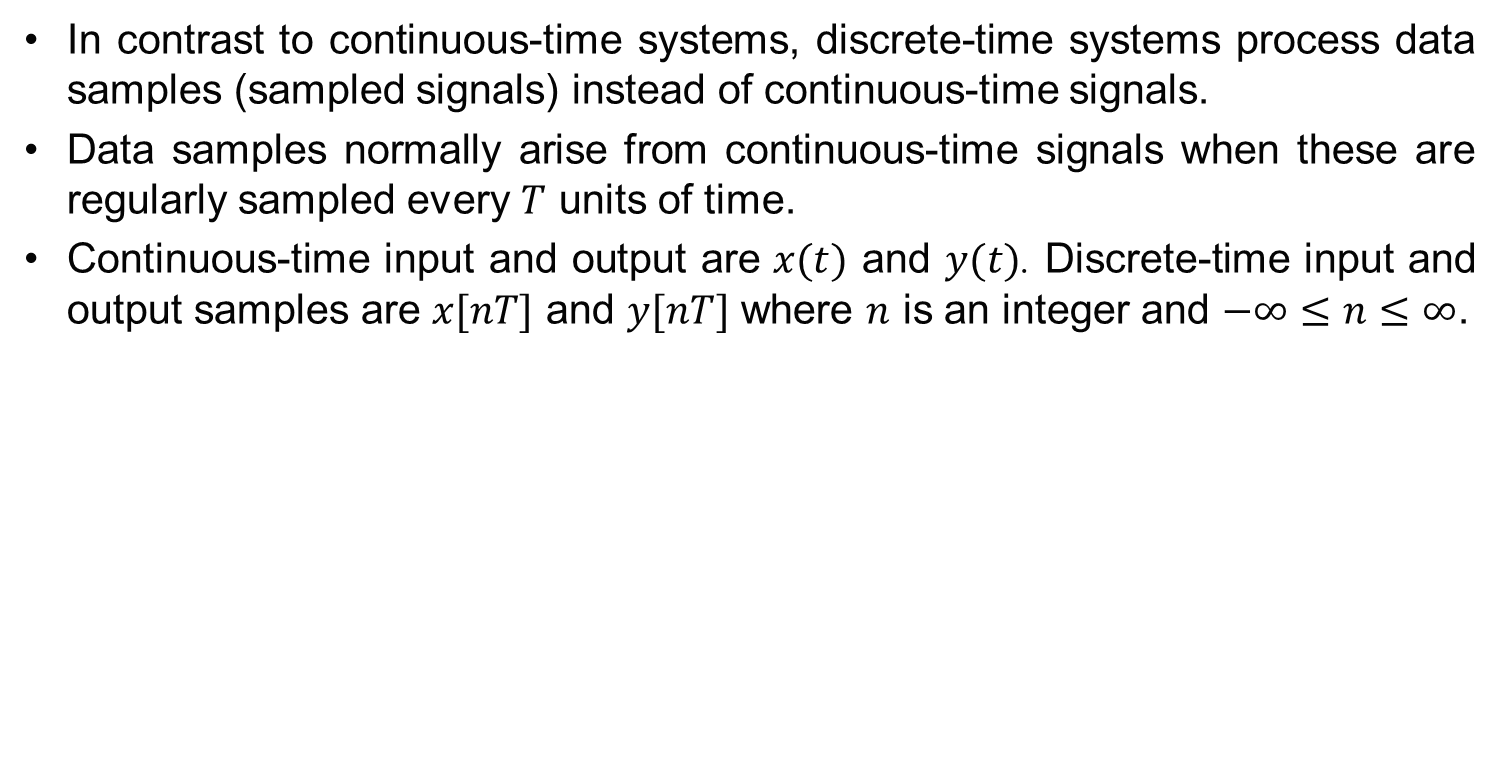 • In contrast to continuous-time systems, discrete-time systems process data
samples (sampled signals) instead of continuous-time signals.
• Data samples normally arise from continuous-time signals when these are
regularly sampled every T units of time.
• Continuous-time input and output are x(t) and y(t). Discrete-time input and
output samples are x[nT] and y[nT] where n is an integer and −∞ ≤ n ≤ ∞.